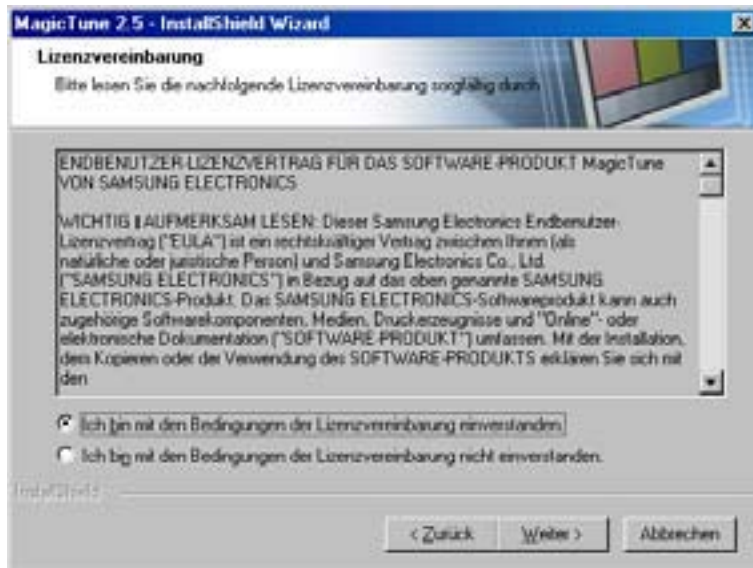 MagicTune 2.5 - InstallShield Wizard
Lizenzvereinbarung
Bitte lesen Sie die nachfolgende Lizenzvereinbarung sorgfältig durch
ENDBENUTZER-LIZENZVERTRAG FÜR DAS SOFTWARE-PRODUKT MagicTune
VON SAMSUNG ELECTRONICS
WICHTIG ‖ AUFMERKSAM LESEN: Dieser Samsung Electronics Endbenutzer-
Lizenzvertrag ("EULA") ist ein rechtskräftiger Vertrag zwischen Ihnen (als
natürliche oder juristische Person) und Samsung Electronics Co., Ltd.
("SAMSUNG ELECTRONICS") in Bezug auf das oben genannte SAMSUNG
ELECTRONICS-Produkt. Das SAMSUNG ELECTRONICS-Softwareprodukt kann auch
zugehörige Softwarekomponenten, Medien, Druckerzeugnisse und "Online"- oder
elektronische Dokumentation ("SOFTWARE-PRODUKT") umfassen. Mit der Installation,
dem Kopieren oder der Verwendung des SOFTWARE-PRODUKTS erklären Sie sich mit
den
Ich bin mit den Bedingungen der Lizenzvereinbarung einverstanden.
Ich bin mit den Bedingungen der Lizenzvereinbarung nicht einverstanden.
InstallShield
< Zurück
Weiter >
Abbrechen